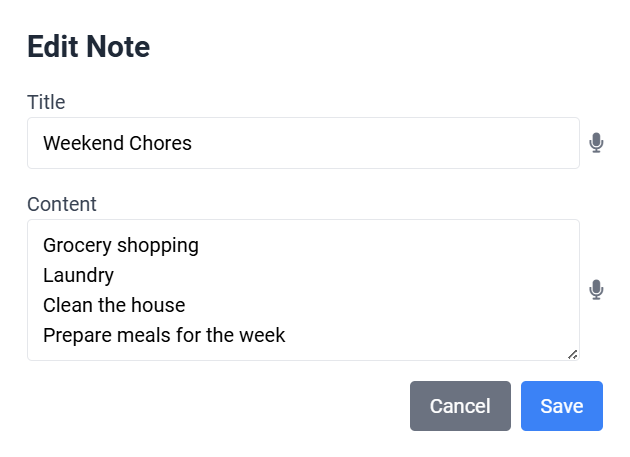 Edit Note
Title
Weekend Chores
Content
Grocery shopping
Laundry
Clean the house
Prepare meals for the week
Cancel
Save